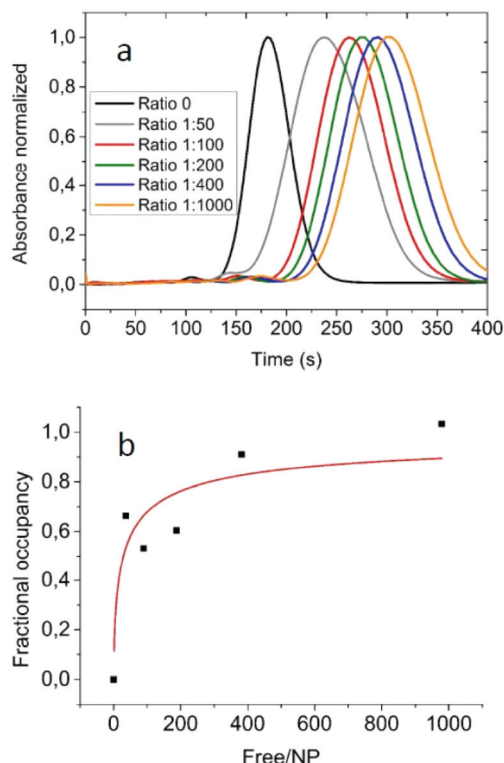 a
1,0
0,8
0,6
0,4
0,2
0,0
Absorbance normalized
Ratio 0
Ratio 1:50
Ratio 1:100
Ratio 1:200
Ratio 1:400
Ratio 1:1000
0 50 100 150 200 250 300 350 400
Time (s)
b
1,0
0,8
0,6
0,4
0,2
0,0
Fractional occupancy
0 200 400 600 800 1000
Free/NP